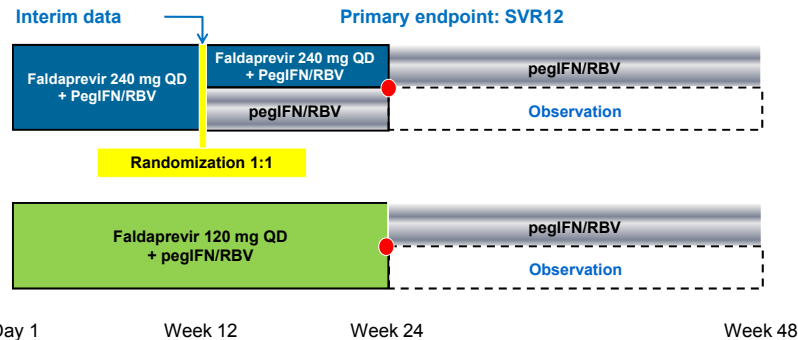 Interim data
Primary endpoint: SVR12
Faldaprevir 240 mg QD
+ PegIFN/RBV
Faldaprevir 240 mg QD
+ PegIFN/RBV
pegIFN/RBV
pegIFN/RBV
Observation
Randomization 1:1
Faldaprevir 120 mg QD
+ pegIFN/RBV
pegIFN/RBV
Observation
Day 1
Week 12
Week 24
Week 48